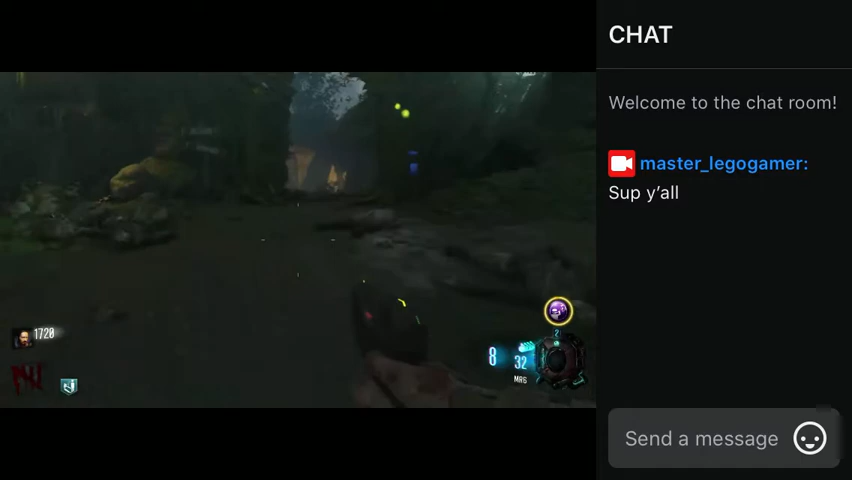 CHAT
Welcome to the chat room!
master_legogamer:
Sup y'all
1720
8
32
MR6
Send a message